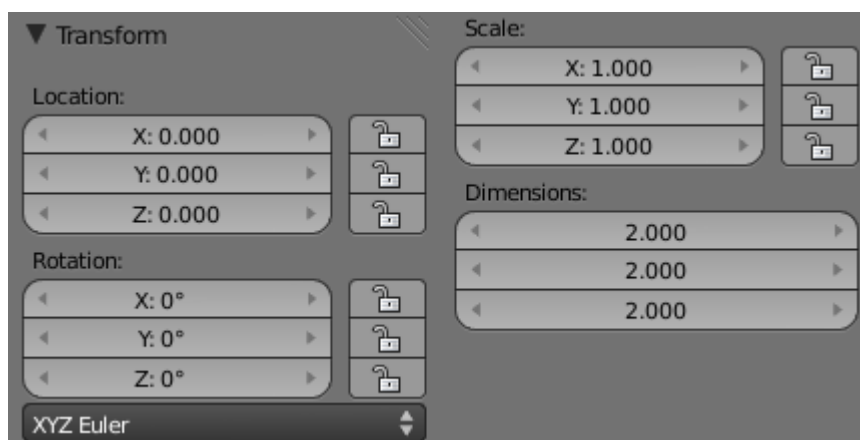 Transform
Location:
X: 0.000
Y: 0.000
Z: 0.000
Rotation:
X: 0°
Y: 0°
Z: 0°
XYZ Euler
Scale:
X: 1.000
Y: 1.000
Z: 1.000
Dimensions:
2.000
2.000
2.000